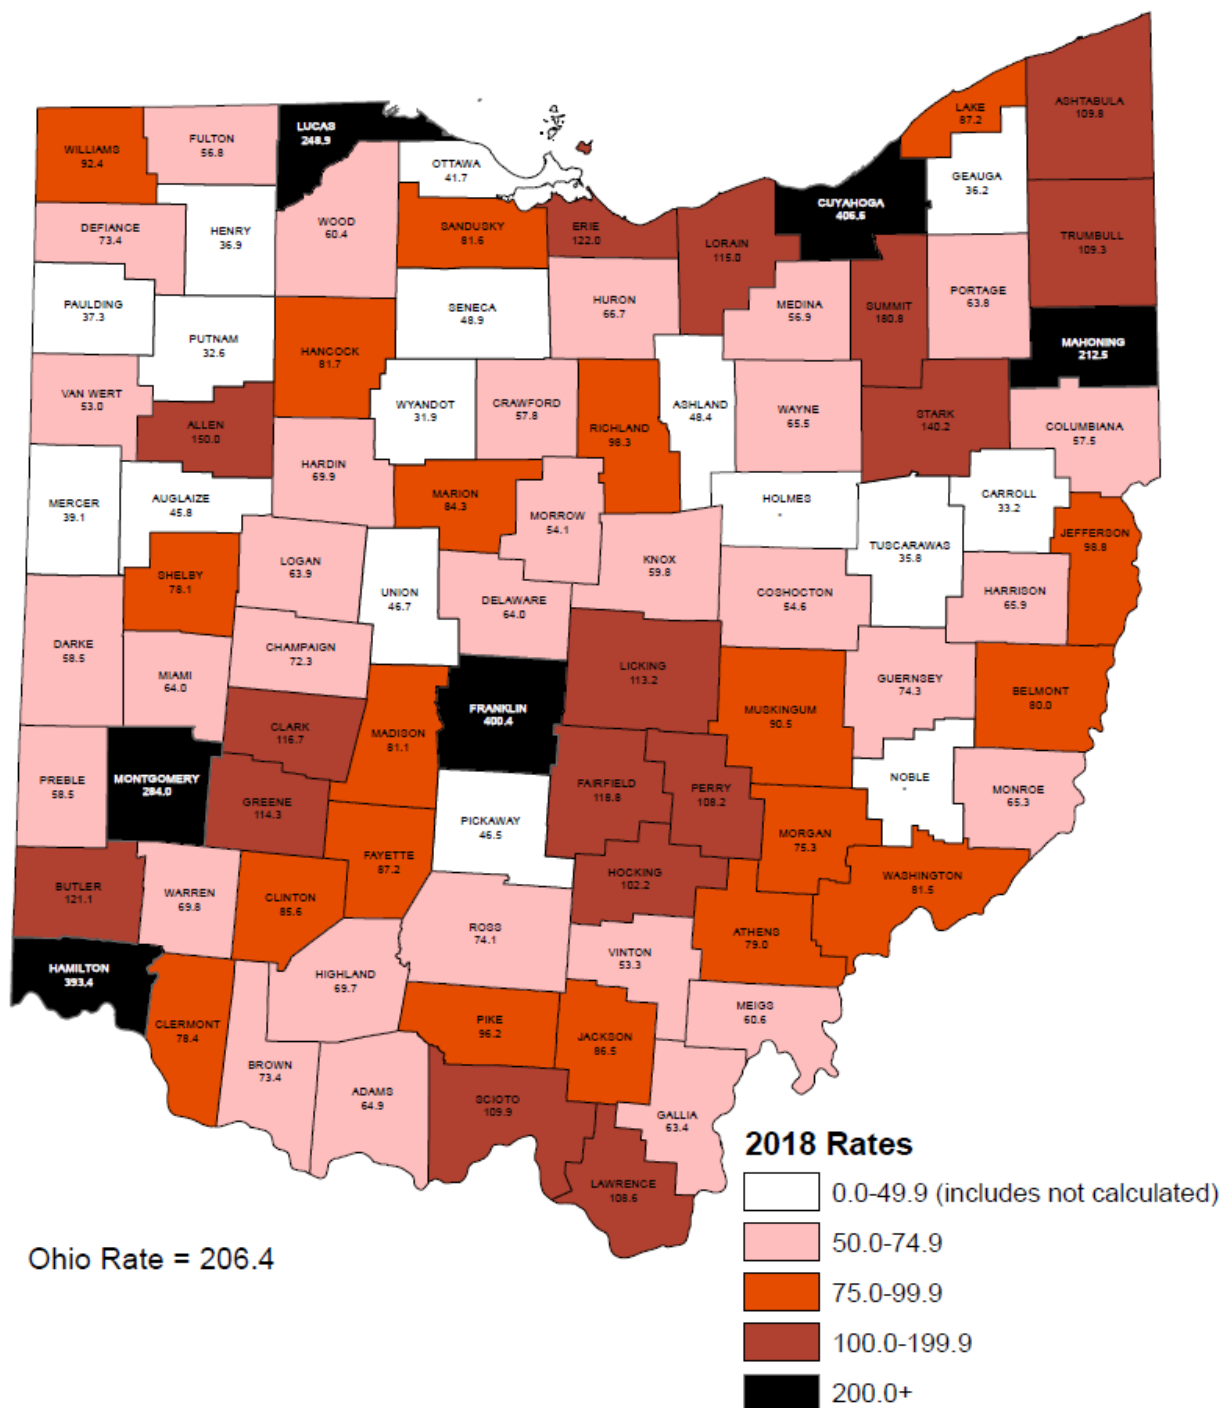 LAKE
87.2
ASHTABULA
109.8
LUCAS
248.9
FULTON
56.8
WILLIAMS
92.4
OTTAWA
41.7
GEAUGA
36.2
CUYAHOGA
406.6
WOOD
60.4
SANDUSKY
81.6
ERIE
122.0
LORAIN
115.0
TRUMBULL
109.3
DEFIANCE
73.4
HENRY
36.9
PAULDING
37.3
SENECA
48.9
HURON
66.7
MEDINA
56.9
SUMMIT
180.8
PORTAGE
63.8
PUTNAM
32.6
HANCOCK
81.7
MAHONING
212.5
VAN WERT
53.0
WYANDOT
31.9
CRAWFORD
57.8
RICHLAND
98.3
ASHLAND
48.4
WAYNE
65.5
STARK
140.2
COLUMBIANA
57.5
ALLEN
150.0
HARDIN
69.9
MERCER
39.1
AUGLAIZE
45.8
MARION
84.3
MORROW
54.1
HOLMES
-
CARROLL
33.2
JEFFERSON
98.8
TUSCARAWAS
35.8
LOGAN
63.9
KNOX
59.8
SHELBY
78.1
UNION
46.7
DELAWARE
64.0
COSHOCTON
54.6
HARRISON
65.9
DARKE
58.5
CHAMPAIGN
72.3
MIAMI
64.0
LICKING
113.2
GUERNSEY
74.3
BELMONT
80.0
FRANKLIN
400.4
MUSKINGUM
90.5
CLARK
116.7
MADISON
81.1
PREBLE
58.5
MONTGOMERY
284.0
FAIRFIELD
118.8
PERRY
108.2
NOBLE
-
MONROE
65.3
GREENE
114.3
PICKAWAY
46.5
MORGAN
75.3
FAYETTE
87.2
HOCKING
102.2
WASHINGTON
81.5
BUTLER
121.1
WARREN
69.8
CLINTON
85.6
ROSS
74.1
ATHENS
79.0
VINTON
53.3
HAMILTON
393.4
HIGHLAND
69.7
MEIGS
60.6
CLERMONT
78.4
PIKE
96.2
JACKSON
86.5
BROWN
73.4
ADAMS
64.9
SCIOTO
109.9
GALLIA
63.4
LAWRENCE
108.6
2018 Rates
0.0-49.9 (includes not calculated)
50.0-74.9
75.0-99.9
100.0-199.9
200.0+
Ohio Rate = 206.4